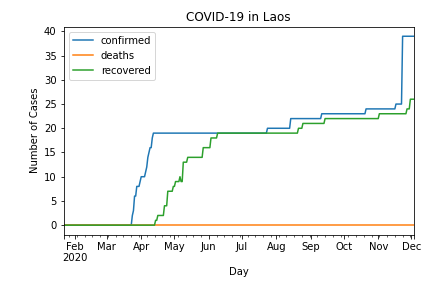 COVID-19 in Laos
confirmed
deaths
recovered
Number of Cases
40
35
30
25
20
15
10
5
0
Feb Mar Apr May Jun Jul Aug Sep Oct Nov Dec
2020
Day